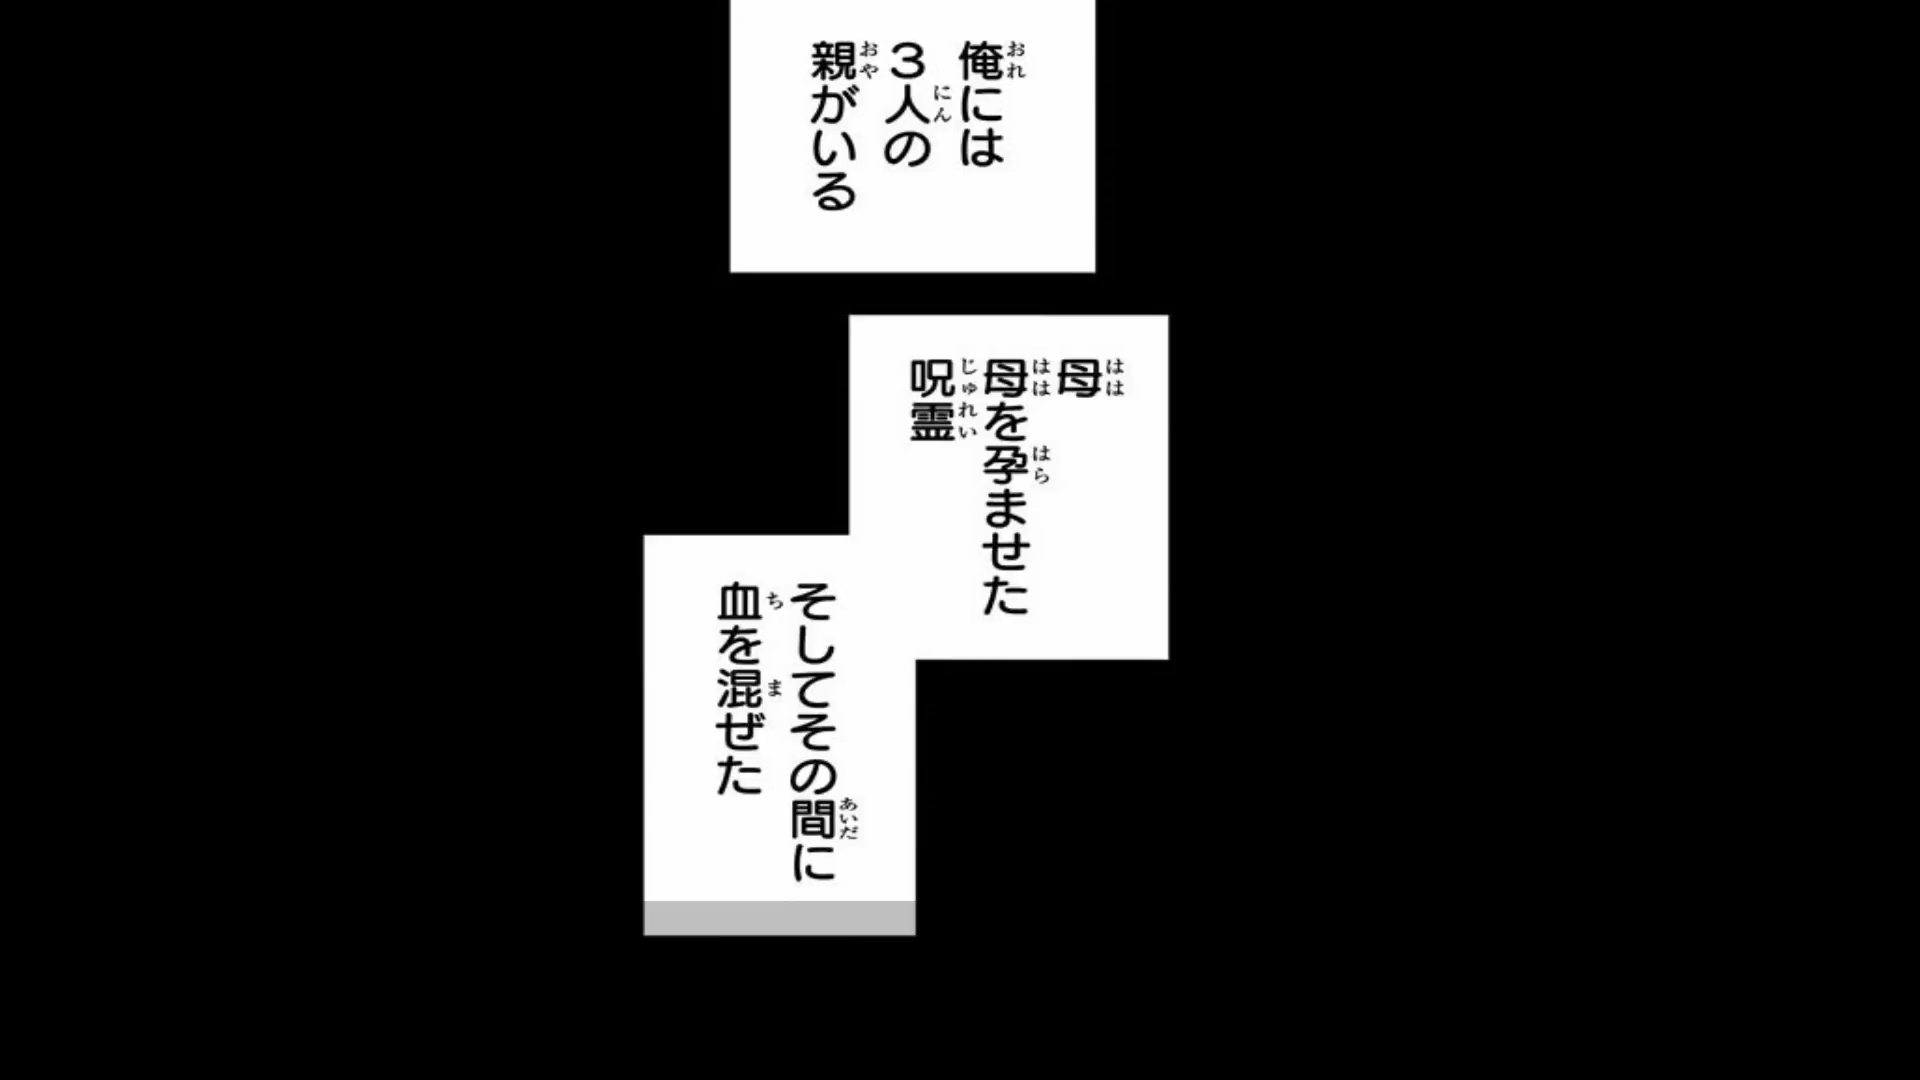 俺には
３人の
親がいる
母
母を孕ませた
呪霊
そしてその間に
血を混ぜた